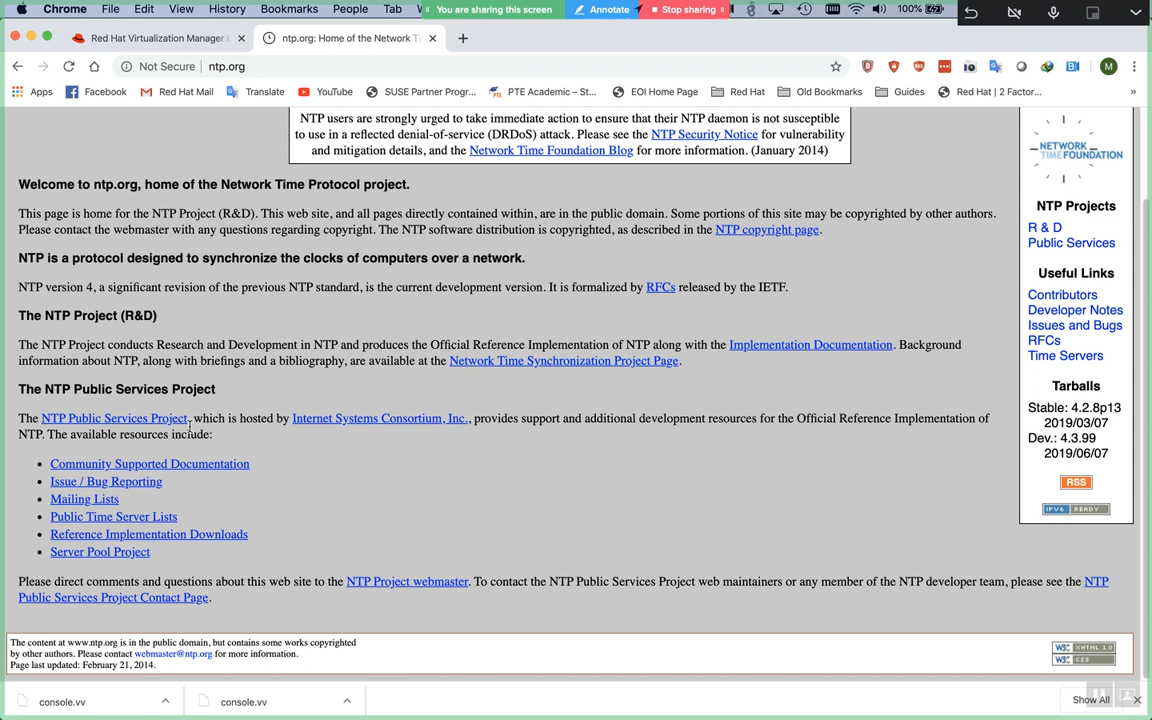 Chrome File Edit View History Bookmarks People Tab
You are sharing this screen Annotate Stop sharing
100%
Red Hat Virtualization Manager
ntp.org: Home of the Network T
Not Secure ntp.org
M
Apps Facebook Red Hat Mail Translate YouTube SUSE Partner Progr... PTE Academic – St... EOI Home Page Red Hat Old Bookmarks Guides Red Hat | 2 Factor... »
NTP users are strongly urged to take immediate action to ensure that their NTP daemon is not susceptible
to use in a reflected denial-of-service (DRDoS) attack. Please see the NTP Security Notice for vulnerability
and mitigation details, and the Network Time Foundation Blog for more information. (January 2014)
Welcome to ntp.org, home of the Network Time Protocol project.
This page is home for the NTP Project (R&D). This web site, and all pages directly contained within, are in the public domain. Some portions of this site may be copyrighted by other authors.
Please contact the webmaster with any questions regarding copyright. The NTP software distribution is copyrighted, as described in the NTP copyright page.
NTP is a protocol designed to synchronize the clocks of computers over a network.
NTP version 4, a significant revision of the previous NTP standard, is the current development version. It is formalized by RFCs released by the IETF.
The NTP Project (R&D)
The NTP Project conducts Research and Development in NTP and produces the Official Reference Implementation of NTP along with the Implementation Documentation. Background
information about NTP, along with briefings and a bibliography, are available at the Network Time Synchronization Project Page.
The NTP Public Services Project
The NTP Public Services Project, which is hosted by Internet Systems Consortium, Inc., provides support and additional development resources for the Official Reference Implementation of
NTP. The available resources include:
• Community Supported Documentation
• Issue / Bug Reporting
• Mailing Lists
• Public Time Server Lists
• Reference Implementation Downloads
• Server Pool Project
Please direct comments and questions about this web site to the NTP Project webmaster. To contact the NTP Public Services Project web maintainers or any member of the NTP developer team, please see the NTP
Public Services Project Contact Page.
NETWORK
TIME FOUNDATION
NTP Projects
R & D
Public Services
Useful Links
Contributors
Developer Notes
Issues and Bugs
RFCs
Time Servers
Tarballs
Stable: 4.2.8p13
2019/03/07
Dev.: 4.3.99
2019/06/07
RSS
IPV6 READY
The content at www.ntp.org is in the public domain, but contains some works copyrighted
by other authors. Please contact webmaster@ntp.org for more information.
Page last updated: February 21, 2014.
W3C XHTML 1.0
W3C CSS
console.vv
console.vv
Show All